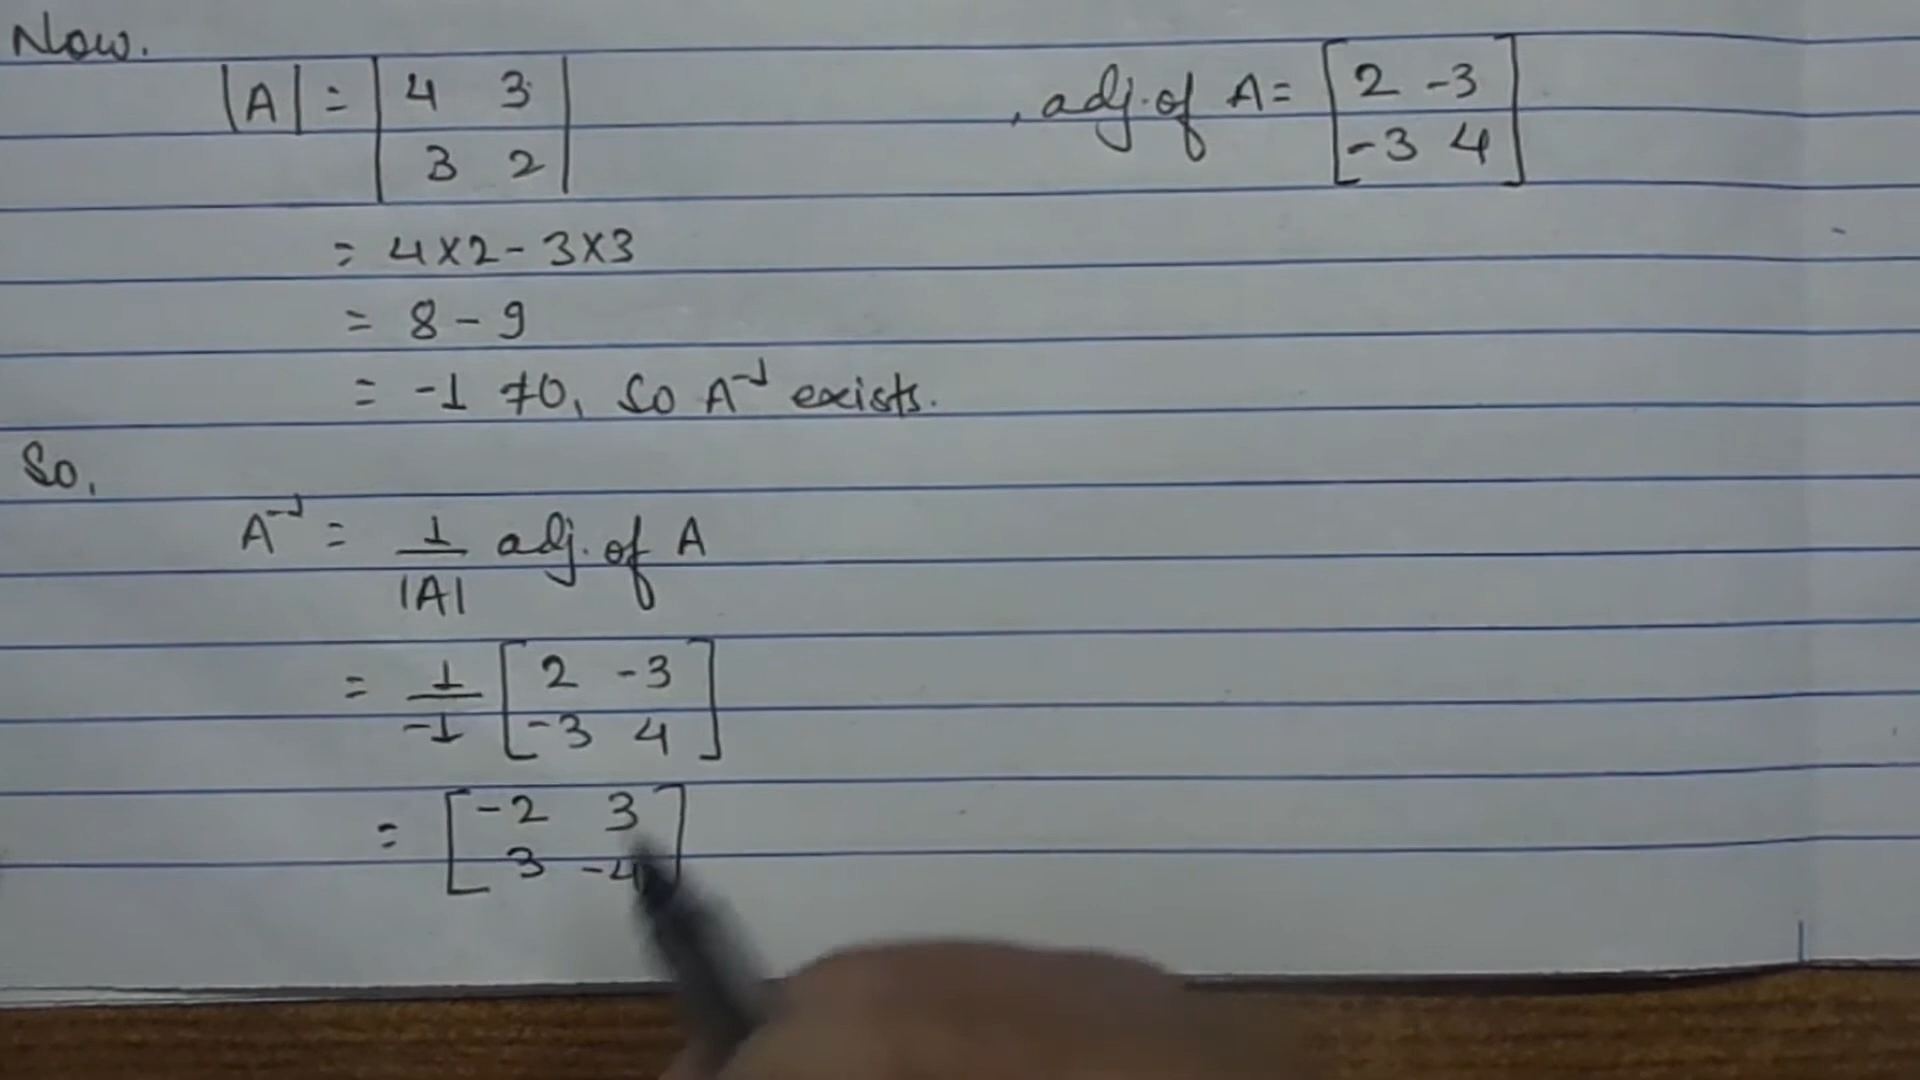 Now.
|A| = | 4 3 |
| 3 2 |
, adj. of A = [ 2 -3 ]
[ -3 4 ]
= 4×2 - 3×3
= 8 - 9
= -1 ≠0, So A⁻¹ exists.
So,
A⁻¹ = 1/|A| adj. of A
= 1/-1 [ 2 -3 ]
[ -3 4 ]
= [ -2 3 ]
[ 3 -4 ]